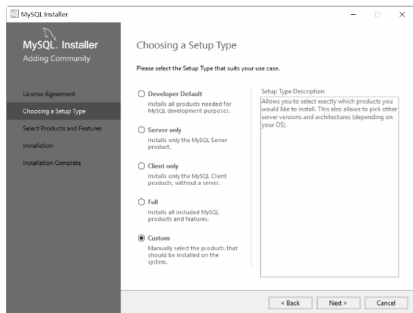 MySQL Installer
MySQL. Installer
Adding Community
License Agreement
Choosing a Setup Type
Select Products and Features
Installation
Installation Complete
Choosing a Setup Type
Please select the Setup Type that suits your use case.
Developer Default
Installs all products needed for
MySQL development purposes.
Server only
Installs only the MySQL Server
product.
Client only
Installs only the MySQL Client
products, without a server.
Full
Installs all included MySQL
products and features.
Custom
Manually select the products that
should be installed on the
system.
Setup Type Description
Allows you to select exactly which products you
would like to install. This also allows to pick other
server versions and architectures (depending on
your OS).
< Back
Next >
Cancel